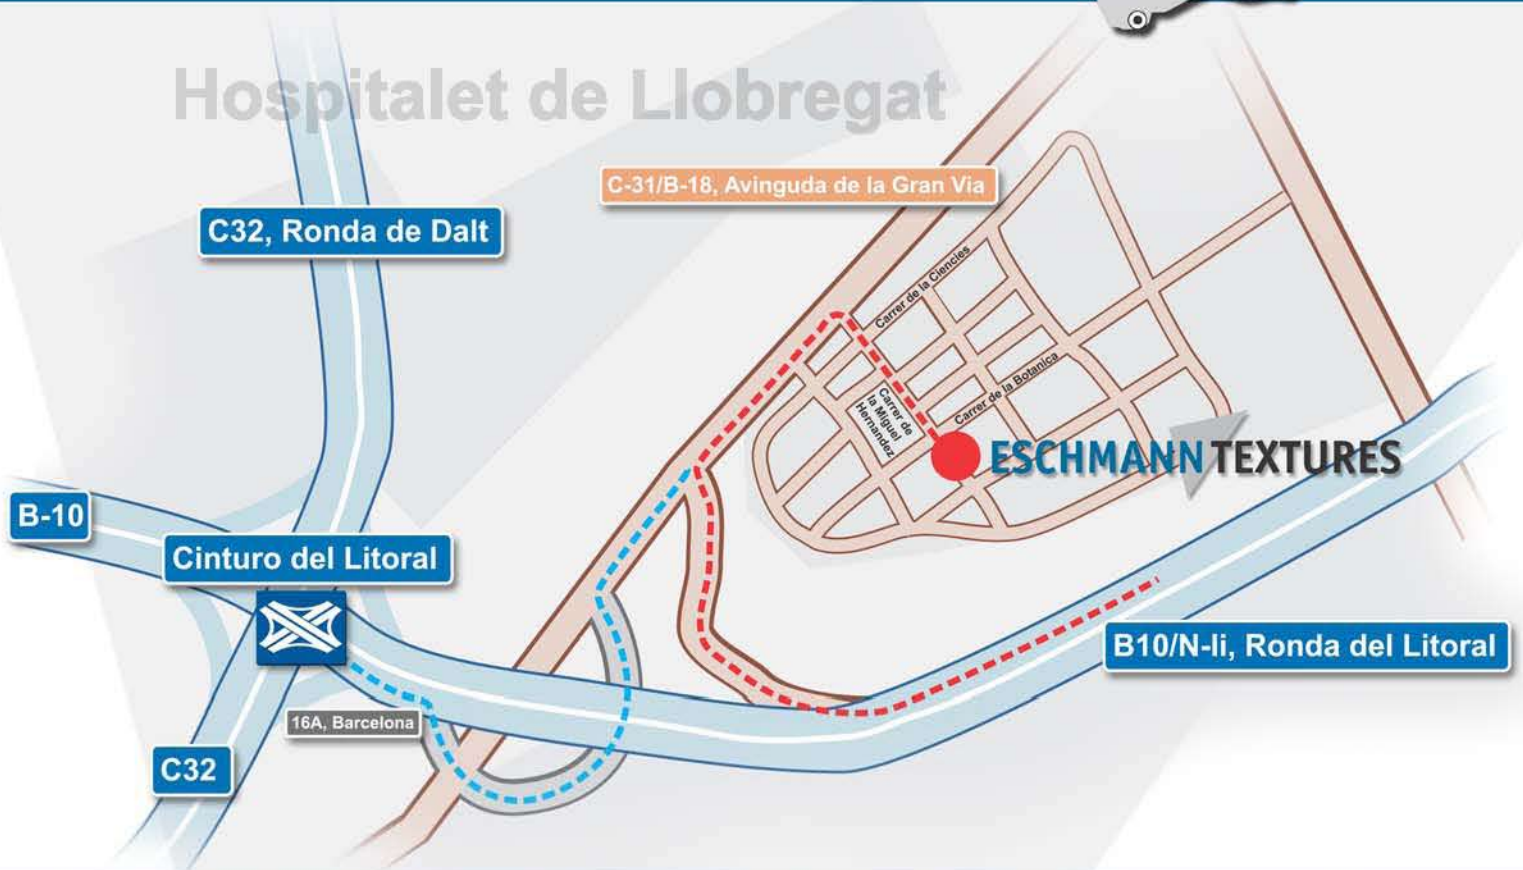 Hospitalet de Llobregat
C-31/B-18, Avinguda de la Gran Via
C32, Ronda de Dalt
Carrer de la Ciencies
Carrer de la Botanica
Carrer de
la Miguel
Hernandez
ESCHMANN TEXTURES
B-10
Cinturo del Litoral
B10/N-Ii, Ronda del Litoral
16A, Barcelona
C32